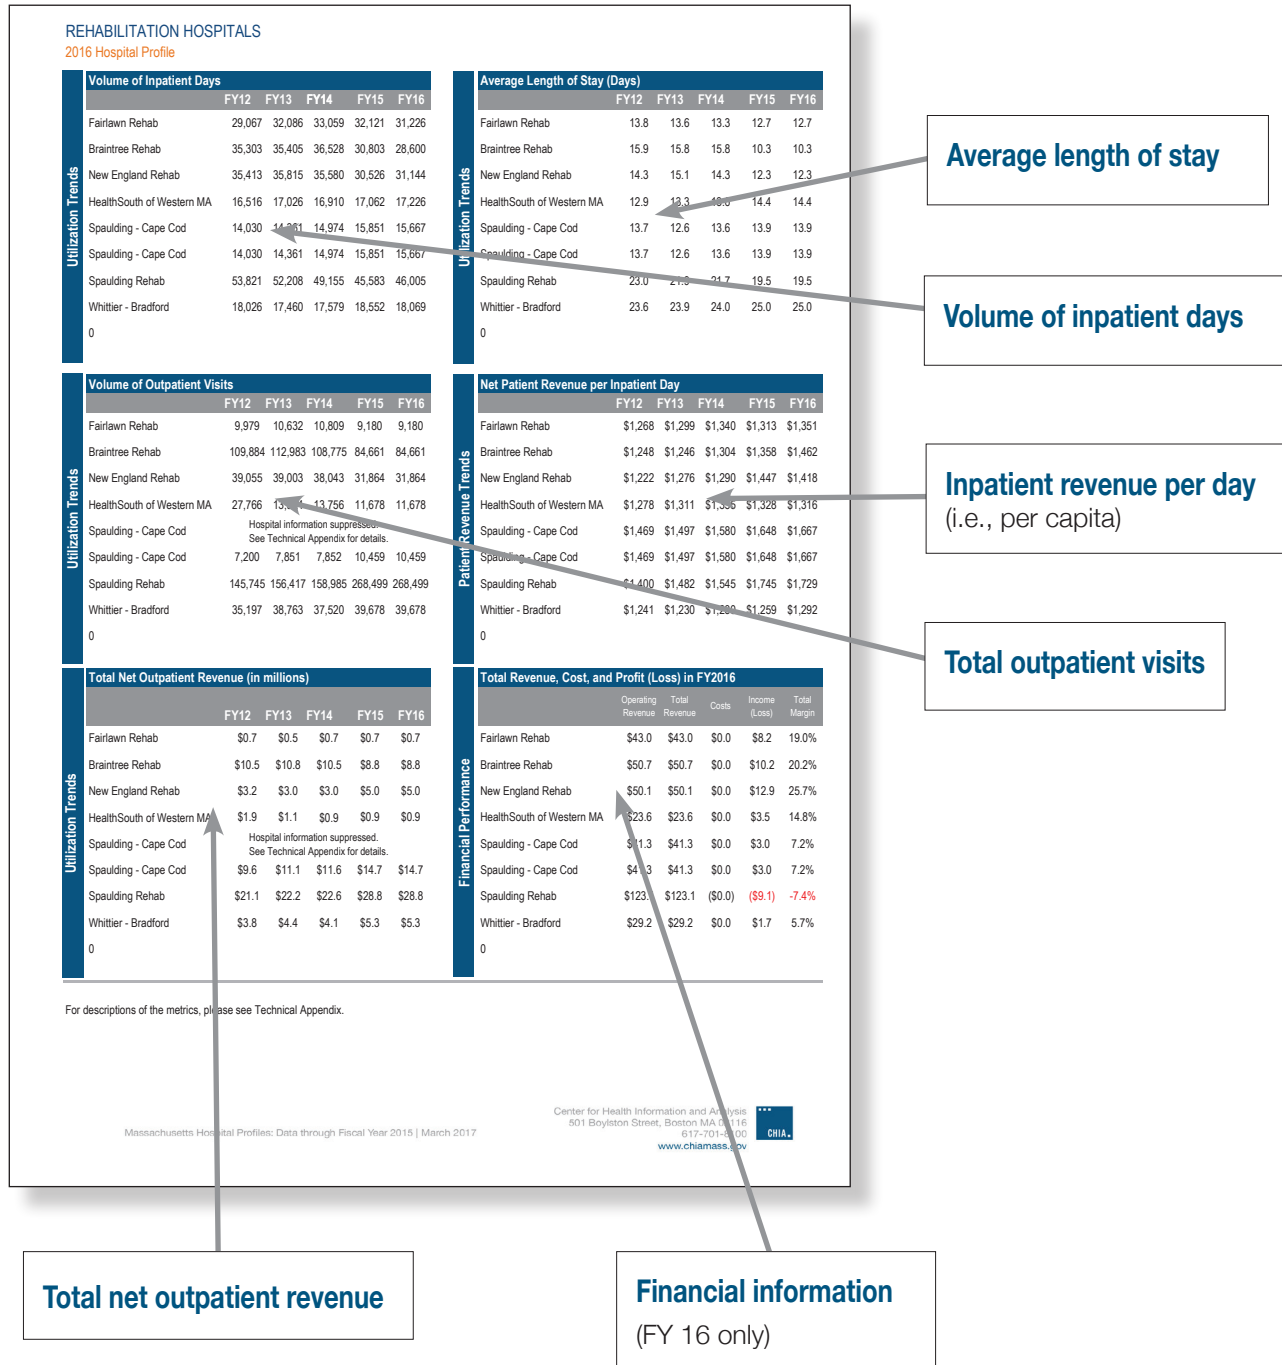 REHABILITATION HOSPITALS
2016 Hospital Profile
Utilization Trends
Volume of Inpatient Days
FY12 FY13 FY14 FY15 FY16
Fairlawn Rehab 29,067 32,086 33,059 32,121 31,226
Braintree Rehab 35,303 35,405 36,528 30,803 28,600
New England Rehab 35,413 35,815 35,580 30,526 31,144
HealthSouth of Western MA 16,516 17,026 16,910 17,062 17,226
Spaulding - Cape Cod 14,030 14,361 14,974 15,851 15,667
Spaulding - Cape Cod 14,030 14,361 14,974 15,851 15,667
Spaulding Rehab 53,821 52,208 49,155 45,583 46,005
Whittier - Bradford 18,026 17,460 17,579 18,552 18,069
0
Utilization Trends
Average Length of Stay (Days)
FY12 FY13 FY14 FY15 FY16
Fairlawn Rehab 13.8 13.6 13.3 12.7 12.7
Braintree Rehab 15.9 15.8 15.8 10.3 10.3
New England Rehab 14.3 15.1 14.3 12.3 12.3
HealthSouth of Western MA 12.9 13.3 14.4 14.4
Spaulding - Cape Cod 13.7 12.6 13.6 13.9 13.9
Spaulding - Cape Cod 13.7 12.6 13.6 13.9 13.9
Spaulding Rehab 23.0 21.7 19.5 19.5
Whittier - Bradford 23.6 23.9 24.0 25.0 25.0
0
Utilization Trends
Volume of Outpatient Visits
FY12 FY13 FY14 FY15 FY16
Fairlawn Rehab 9,979 10,632 10,809 9,180 9,180
Braintree Rehab 109,884 112,983 108,775 84,661 84,661
New England Rehab 39,055 39,003 38,043 31,864 31,864
HealthSouth of Western MA 27,766 13,756 11,678 11,678
Spaulding - Cape Cod Hospital information suppressed.
See Technical Appendix for details.
Spaulding - Cape Cod 7,200 7,851 7,852 10,459 10,459
Spaulding Rehab 145,745 156,417 158,985 268,499 268,499
Whittier - Bradford 35,197 38,763 37,520 39,678 39,678
0
Patient Revenue Trends
Net Patient Revenue per Inpatient Day
FY12 FY13 FY14 FY15 FY16
Fairlawn Rehab $1,268 $1,299 $1,340 $1,313 $1,351
Braintree Rehab $1,248 $1,246 $1,304 $1,358 $1,462
New England Rehab $1,222 $1,276 $1,290 $1,447 $1,418
HealthSouth of Western MA $1,278 $1,311 $1,328 $1,316
Spaulding - Cape Cod $1,469 $1,497 $1,580 $1,648 $1,667
Spaulding - Cape Cod $1,469 $1,497 $1,580 $1,648 $1,667
Spaulding Rehab $1,400 $1,482 $1,545 $1,745 $1,729
Whittier - Bradford $1,241 $1,230 $1,259 $1,292
0
Utilization Trends
Total Net Outpatient Revenue (in millions)
FY12 FY13 FY14 FY15 FY16
Fairlawn Rehab $0.7 $0.5 $0.7 $0.7 $0.7
Braintree Rehab $10.5 $10.8 $10.5 $8.8 $8.8
New England Rehab $3.2 $3.0 $3.0 $5.0 $5.0
HealthSouth of Western MA $1.9 $1.1 $0.9 $0.9 $0.9
Spaulding - Cape Cod Hospital information suppressed.
See Technical Appendix for details.
Spaulding - Cape Cod $9.6 $11.1 $11.6 $14.7 $14.7
Spaulding Rehab $21.1 $22.2 $22.6 $28.8 $28.8
Whittier - Bradford $3.8 $4.4 $4.1 $5.3 $5.3
0
Financial Performance
Total Revenue, Cost, and Profit (Loss) in FY2016
Operating Revenue Total Revenue Costs Income (Loss) Total Margin
Fairlawn Rehab $43.0 $43.0 $0.0 $8.2 19.0%
Braintree Rehab $50.7 $50.7 $0.0 $10.2 20.2%
New England Rehab $50.1 $50.1 $0.0 $12.9 25.7%
HealthSouth of Western MA $23.6 $23.6 $0.0 $3.5 14.8%
Spaulding - Cape Cod $41.3 $41.3 $0.0 $3.0 7.2%
Spaulding - Cape Cod $41.3 $41.3 $0.0 $3.0 7.2%
Spaulding Rehab $123.1 $123.1 ($0.0) ($9.1) -7.4%
Whittier - Bradford $29.2 $29.2 $0.0 $1.7 5.7%
0
For descriptions of the metrics, please see Technical Appendix.
Massachusetts Hospital Profiles: Data through Fiscal Year 2015 | March 2017
Center for Health Information and Analysis
501 Boylston Street, Boston MA 02116
617-701-8100
www.chiamass.gov
CHIA.
Average length of stay
Volume of inpatient days
Inpatient revenue per day
(i.e., per capita)
Total outpatient visits
Total net outpatient revenue
Financial information
(FY 16 only)